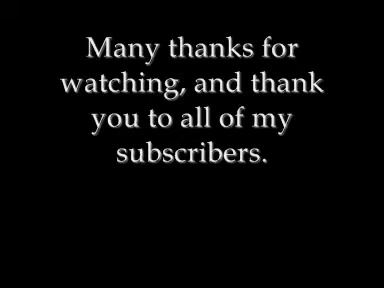 Many thanks for
watching, and thank
you to all of my
subscribers.